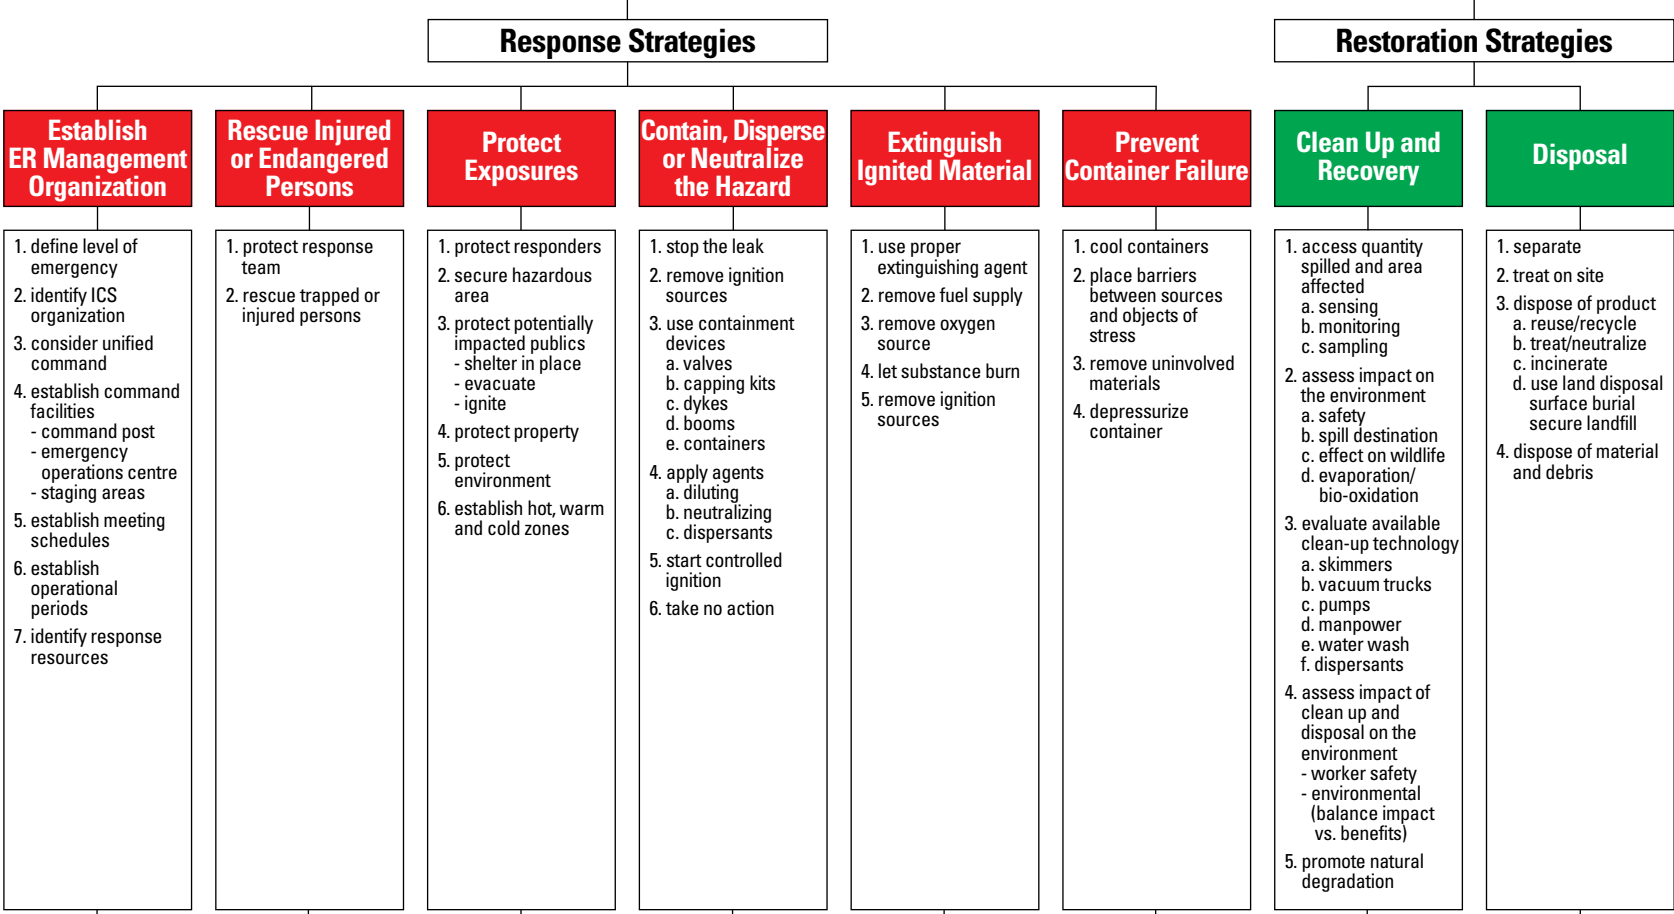 Response Strategies
Restoration Strategies
Establish
ER Management
Organization
1. define level of
emergency
2. identify ICS
organization
3. consider unified
command
4. establish command
facilities
- command post
- emergency
operations centre
- staging areas
5. establish meeting
schedules
6. establish
operational
periods
7. identify response
resources
Rescue Injured
or Endangered
Persons
1. protect response
team
2. rescue trapped or
injured persons
Protect
Exposures
1. protect responders
2. secure hazardous
area
3. protect potentially
impacted publics
- shelter in place
- evacuate
- ignite
4. protect property
5. protect
environment
6. establish hot, warm
and cold zones
Contain, Disperse
or Neutralize
the Hazard
1. stop the leak
2. remove ignition
sources
3. use containment
devices
a. valves
b. capping kits
c. dykes
d. booms
e. containers
4. apply agents
a. diluting
b. neutralizing
c. dispersants
5. start controlled
ignition
6. take no action
Extinguish
Ignited Material
1. use proper
extinguishing agent
2. remove fuel supply
3. remove oxygen
source
4. let substance burn
5. remove ignition
sources
Prevent
Container Failure
1. cool containers
2. place barriers
between sources
and objects of
stress
3. remove uninvolved
materials
4. depressurize
container
Clean Up and
Recovery
1. access quantity
spilled and area
affected
a. sensing
b. monitoring
c. sampling
2. assess impact on
the environment
a. safety
b. spill destination
c. effect on wildlife
d. evaporation/
bio-oxidation
3. evaluate available
clean-up technology
a. skimmers
b. vacuum trucks
c. pumps
d. manpower
e. water wash
f. dispersants
4. assess impact of
clean up and
disposal on the
environment
- worker safety
- environmental
(balance impact
vs. benefits)
5. promote natural
degradation
Disposal
1. separate
2. treat on site
3. dispose of product
a. reuse/recycle
b. treat/neutralize
c. incinerate
d. use land disposal
surface burial
secure landfill
4. dispose of material
and debris